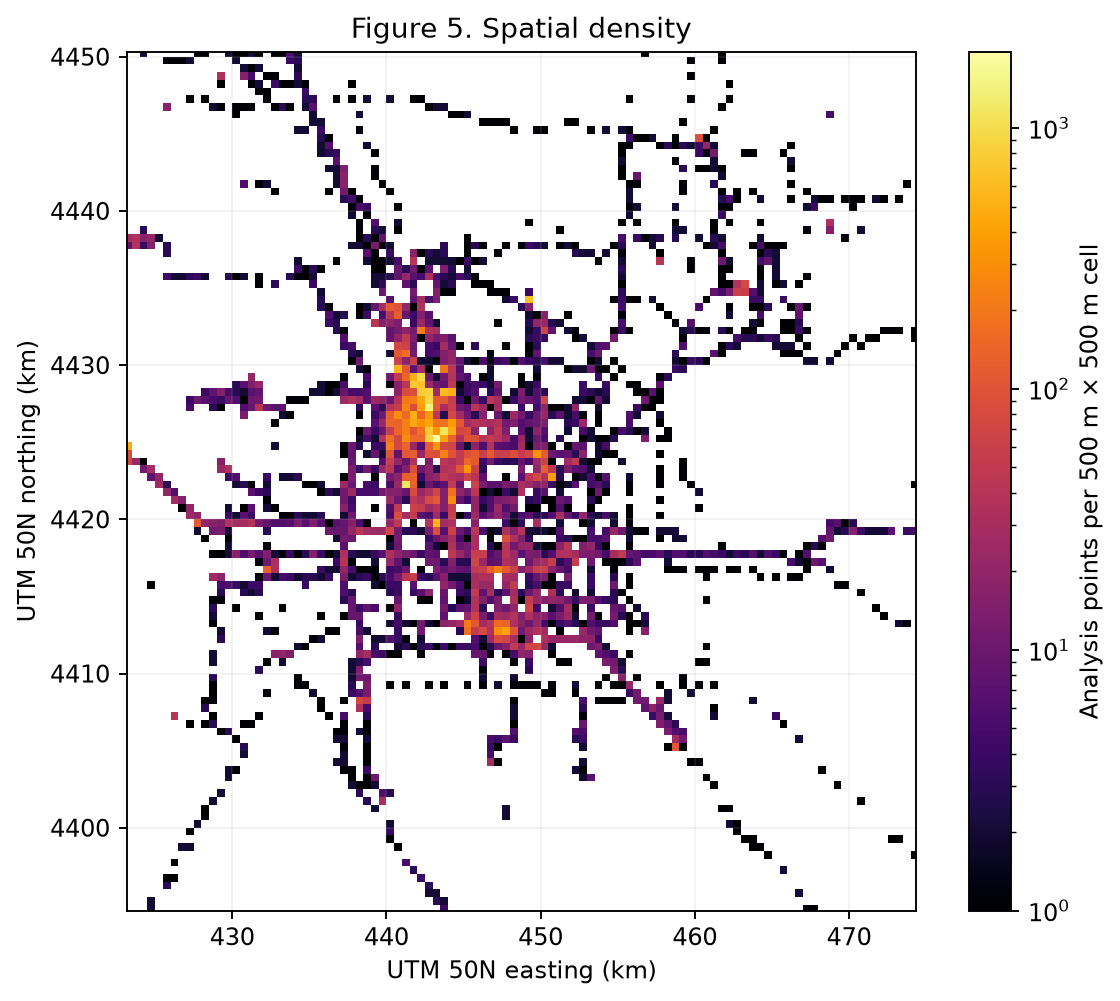 Figure 5. Spatial density
4450
4440
4430
4420
4410
4400
UTM 50N northing (km)
430 440 450 460 470
UTM 50N easting (km)
10³
10²
10¹
10⁰
Analysis points per 500 m × 500 m cell